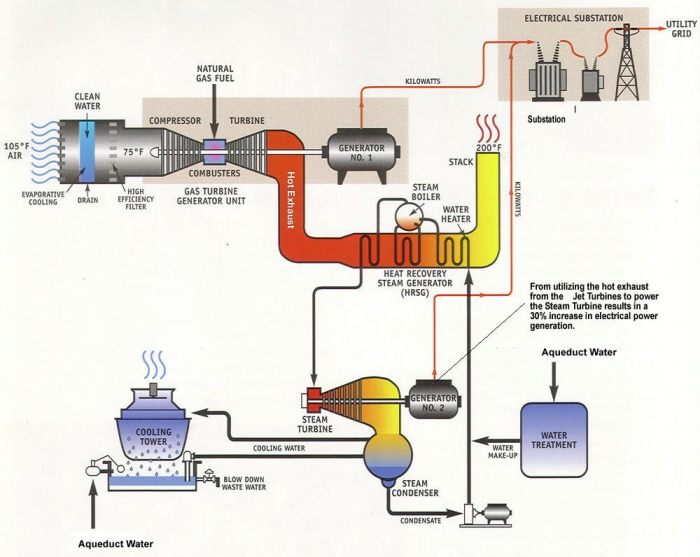 ELECTRICAL SUBSTATION
UTILITY
GRID
NATURAL
GAS FUEL
KILOWATTS
CLEAN
WATER
Substation
COMPRESSOR
TURBINE
105°F
AIR
75°F
GENERATOR
NO. 1
200°F
STACK
COMBUSTERS
EVAPORATIVE
COOLING
DRAIN
HIGH
EFFICIENCY
FILTER
GAS TURBINE
GENERATOR UNIT
Hot Exhaust
STEAM
BOILER
WATER
HEATER
KILOWATTS
HEAT RECOVERY
STEAM GENERATOR
(HRSG)
From utilizing the hot exhaust
from the Jet Turbines to power
the Steam Turbine results in a
30% increase in electrical power
generation.
Aqueduct Water
GENERATOR
NO. 2
STEAM
TURBINE
COOLING
TOWER
COOLING WATER
WATER
MAKE-UP
WATER
TREATMENT
BLOW DOWN
WASTE WATER
STEAM
CONDENSER
CONDENSATE
Aqueduct Water